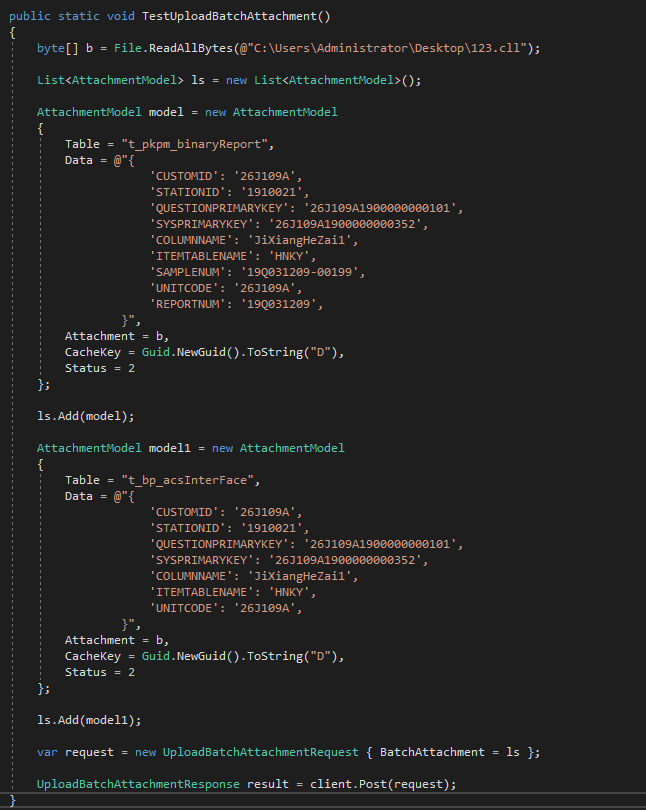 public static void TestUploadBatchAttachment()
{
byte[] b = File.ReadAllBytes(@"C:\Users\Administrator\Desktop\123.cll");
List<AttachmentModel> ls = new List<AttachmentModel>();
AttachmentModel model = new AttachmentModel
{
Table = "t_pkpm_binaryReport",
Data = @"{
'CUSTOMID': '26J109A',
'STATIONID': '1910021',
'QUESTIONPRIMARYKEY': '26J109A1900000000101',
'SYSPRIMARYKEY': '26J109A1900000000352',
'COLUMNNAME': 'JiXiangHeZai1',
'ITEMTABLENAME': 'HNKY',
'SAMPLENUM': '19Q031209-00199',
'UNITCODE': '26J109A',
'REPORTNUM': '19Q031209',
}",
Attachment = b,
CacheKey = Guid.NewGuid().ToString("D"),
Status = 2
};
ls.Add(model);
AttachmentModel model1 = new AttachmentModel
{
Table = "t_bp_acsInterFace",
Data = @"{
'CUSTOMID': '26J109A',
'STATIONID': '1910021',
'QUESTIONPRIMARYKEY': '26J109A1900000000101',
'SYSPRIMARYKEY': '26J109A1900000000352',
'COLUMNNAME': 'JiXiangHeZai1',
'ITEMTABLENAME': 'HNKY',
'UNITCODE': '26J109A',
}",
Attachment = b,
CacheKey = Guid.NewGuid().ToString("D"),
Status = 2
};
ls.Add(model1);
var request = new UploadBatchAttachmentRequest { BatchAttachment = ls };
UploadBatchAttachmentResponse result = client.Post(request);
}